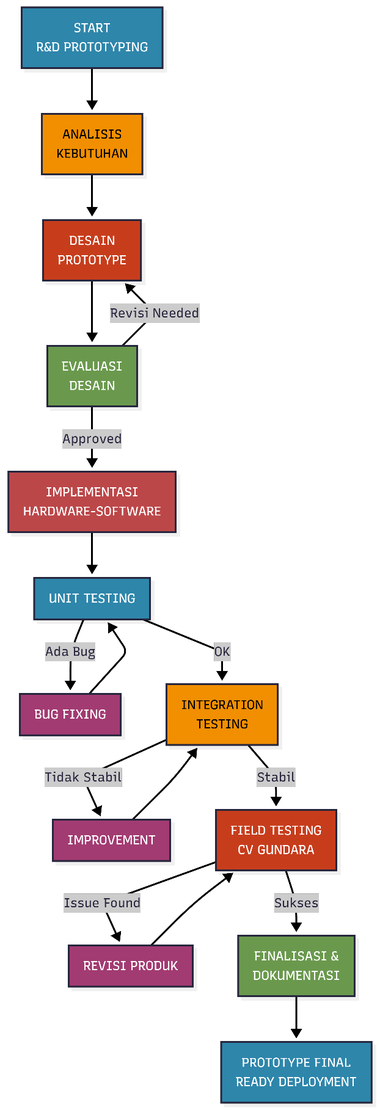 START
R&D PROTOTYPING
ANALISIS
KEBUTUHAN
DESAIN
PROTOTYPE
Revisi Needed
EVALUASI
DESAIN
Approved
IMPLEMENTASI
HARDWARE-SOFTWARE
UNIT TESTING
Ada Bug
OK
BUG FIXING
INTEGRATION
TESTING
Tidak Stabil
Stabil
IMPROVEMENT
FIELD TESTING
CV GUNDARA
Issue Found
Sukses
REVISI PRODUK
FINALISASI &
DOKUMENTASI
PROTOTYPE FINAL
READY DEPLOYMENT